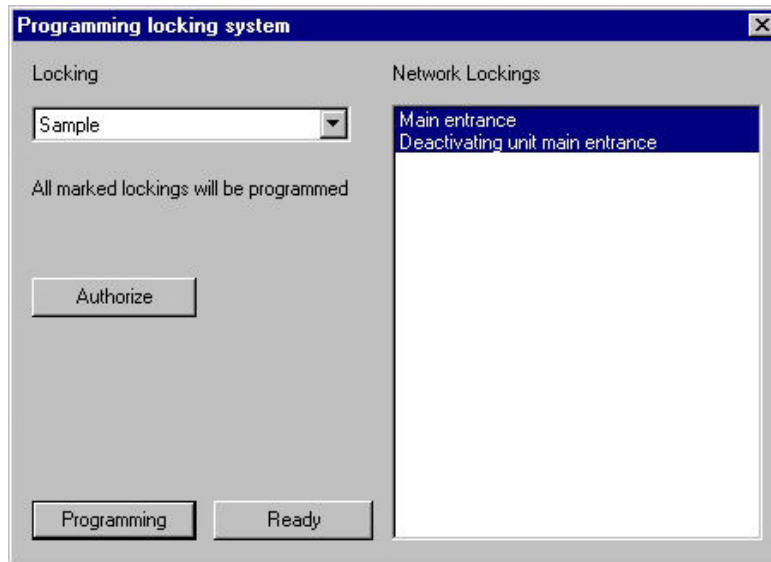 Programming locking system
Locking
Network Lockings
Sample
Main entrance
Deactivating unit main entrance
All marked lockings will be programmed
Authorize
Programming
Ready